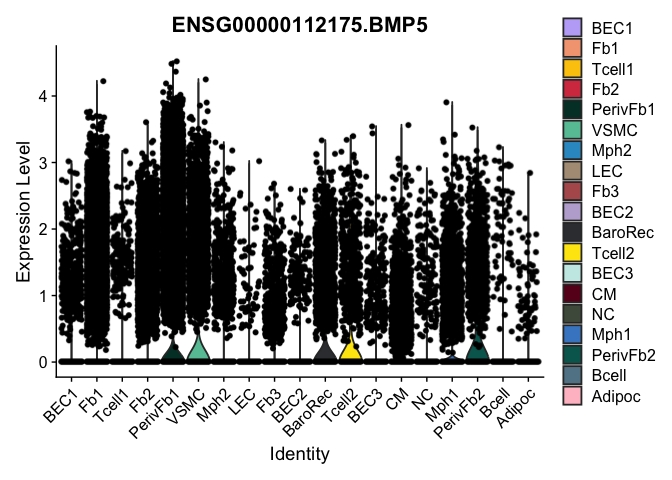 ENSG00000112175.BMP5
Expression Level
4
3
2
1
0
BEC1
Fb1
Tcell1
Fb2
PerivFb1
VSMC
Mph2
LEC
Fb3
BEC2
BaroRec
Tcell2
BEC3
CM
NC
Mph1
PerivFb2
Bcell
Adipoc
Identity
BEC1
Fb1
Tcell1
Fb2
PerivFb1
VSMC
Mph2
LEC
Fb3
BEC2
BaroRec
Tcell2
BEC3
CM
NC
Mph1
PerivFb2
Bcell
Adipoc